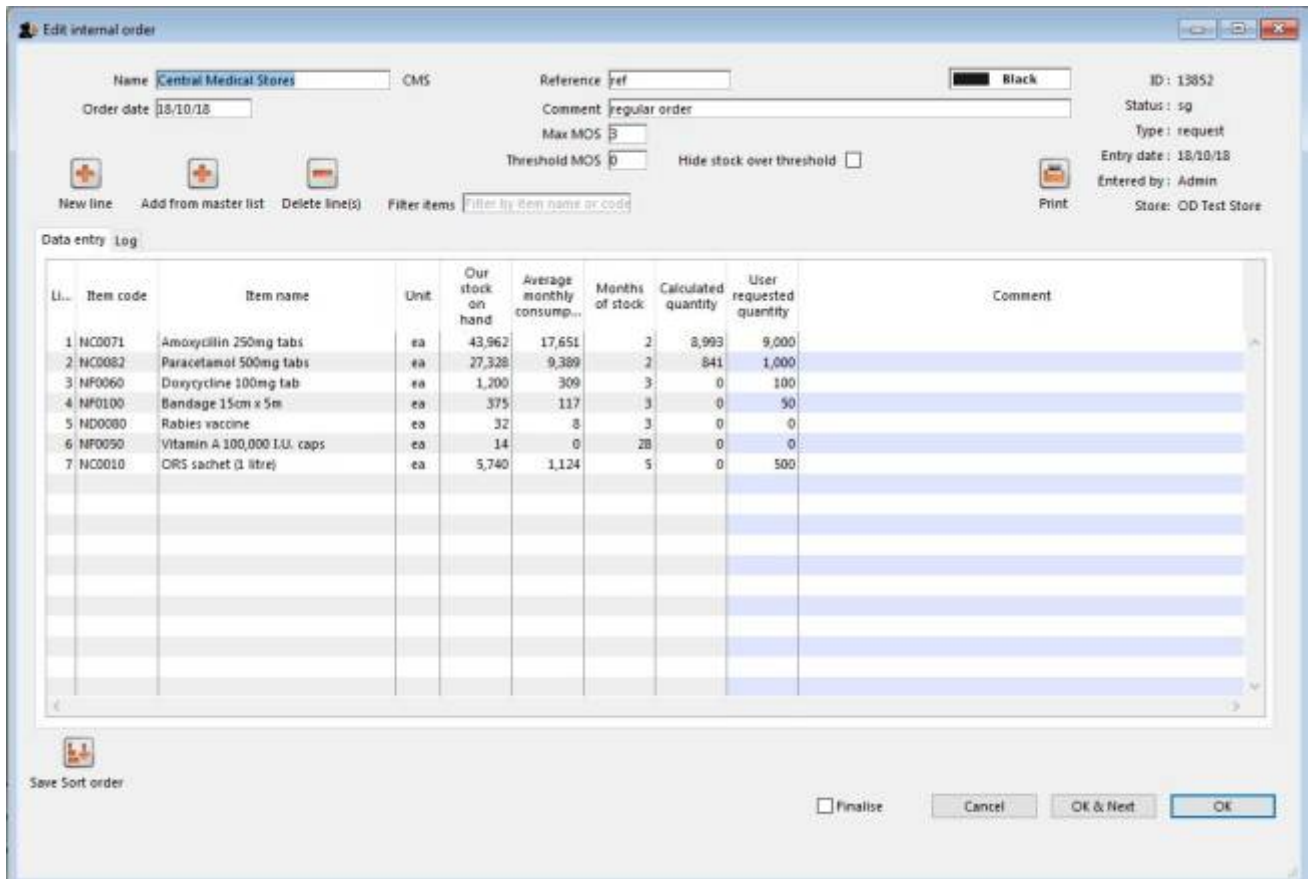 Edit internal order
Name Central Medical Stores CMS Reference ref Black ID : 13852
Order date 18/10/18 Comment regular order Status : sg
Max MOS 3 Type : request
Threshold MOS 0 Hide stock over threshold Entry date : 18/10/18
Entered by : Admin
New line Add from master list Delete line(s) Filter items Filter by item name or code Print Store: OD Test Store
Data entry Log
Li... Item code Item name Unit Our stock on hand Average monthly consump... Months of stock Calculated quantity User requested quantity Comment
1 NC0071 Amoxycillin 250mg tabs ea 43,962 17,651 2 8,993 9,000
2 NC0082 Paracetamol 500mg tabs ea 27,328 9,389 2 841 1,000
3 NF0060 Doxycycline 100mg tab ea 1,200 309 3 0 100
4 NF0100 Bandage 15cm x 5m ea 375 117 3 0 50
5 ND0080 Rabies vaccine ea 32 8 3 0 0
6 NF0050 Vitamin A 100,000 I.U. caps ea 14 0 28 0 0
7 NC0010 ORS sachet (1 litre) ea 5,740 1,124 5 0 500
Save Sort order
Finalise Cancel OK & Next OK